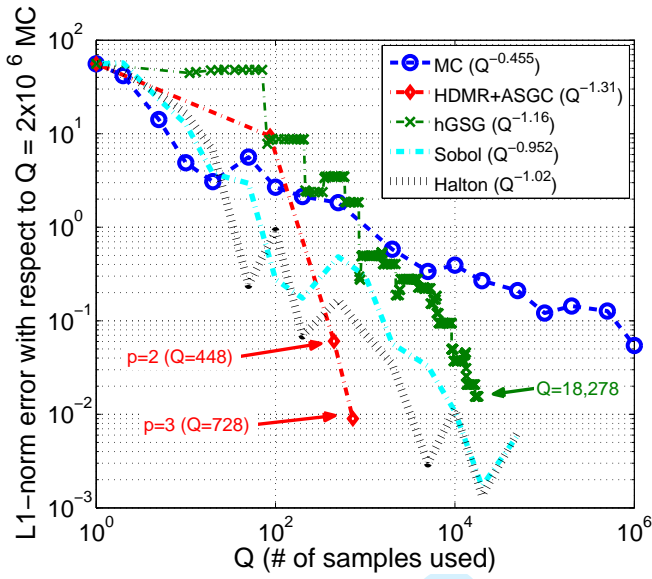 L1−norm error with respect to Q = 2x10^6 MC
10^2
10^1
10^0
10^−1
10^−2
10^−3
MC (Q^−0.455)
HDMR+ASGC (Q^−1.31)
hGSG (Q^−1.16)
Sobol (Q^−0.952)
Halton (Q^−1.02)
p=2 (Q=448)
p=3 (Q=728)
Q=18,278
10^0
10^2
10^4
10^6
Q (# of samples used)